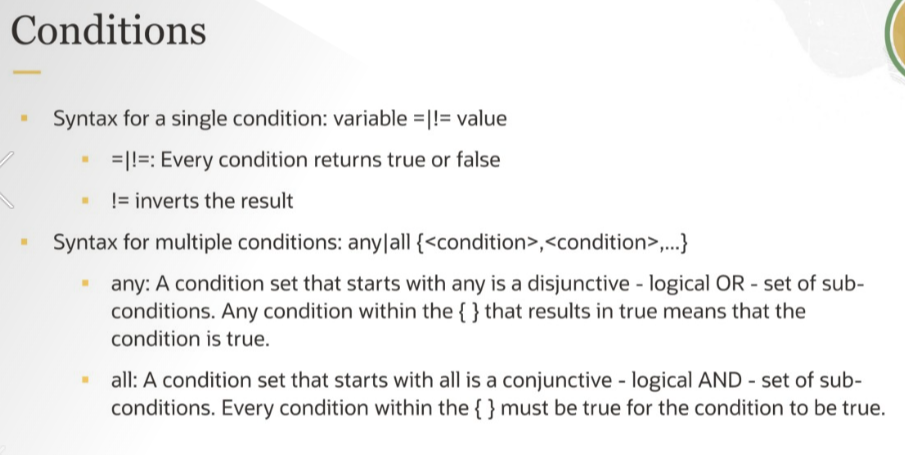 Conditions
Syntax for a single condition: variable =|!= value
=|!=: Every condition returns true or false
!= inverts the result
Syntax for multiple conditions: any|all {<condition>,<condition>,...}
any: A condition set that starts with any is a disjunctive - logical OR - set of sub-
conditions. Any condition within the { } that results in true means that the
condition is true.
all: A condition set that starts with all is a conjunctive - logical AND - set of sub-
conditions. Every condition within the { } must be true for the condition to be true.